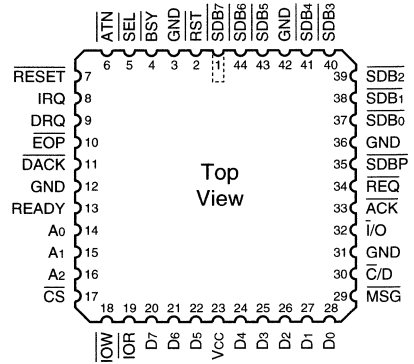 ATN SEL BSY GND RST SDB7 SDB6 SDB5 GND SDB4 SDB3
6 5 4 3 2 1 44 43 42 41 40
RESET 7 39 SDB2
IRQ 8 38 SDB1
DRQ 9 37 SDB0
EOP 10 36 GND
DACK 11 35 SDBP
GND 12 34 REQ
READY 13 33 ACK
A0 14 32 I/O
A1 15 31 GND
A2 16 30 C/D
CS 17 29 MSG
Top
View
18 19 20 21 22 23 24 25 26 27 28
IOW IOR D7 D6 D5 VCC D4 D3 D2 D1 D0